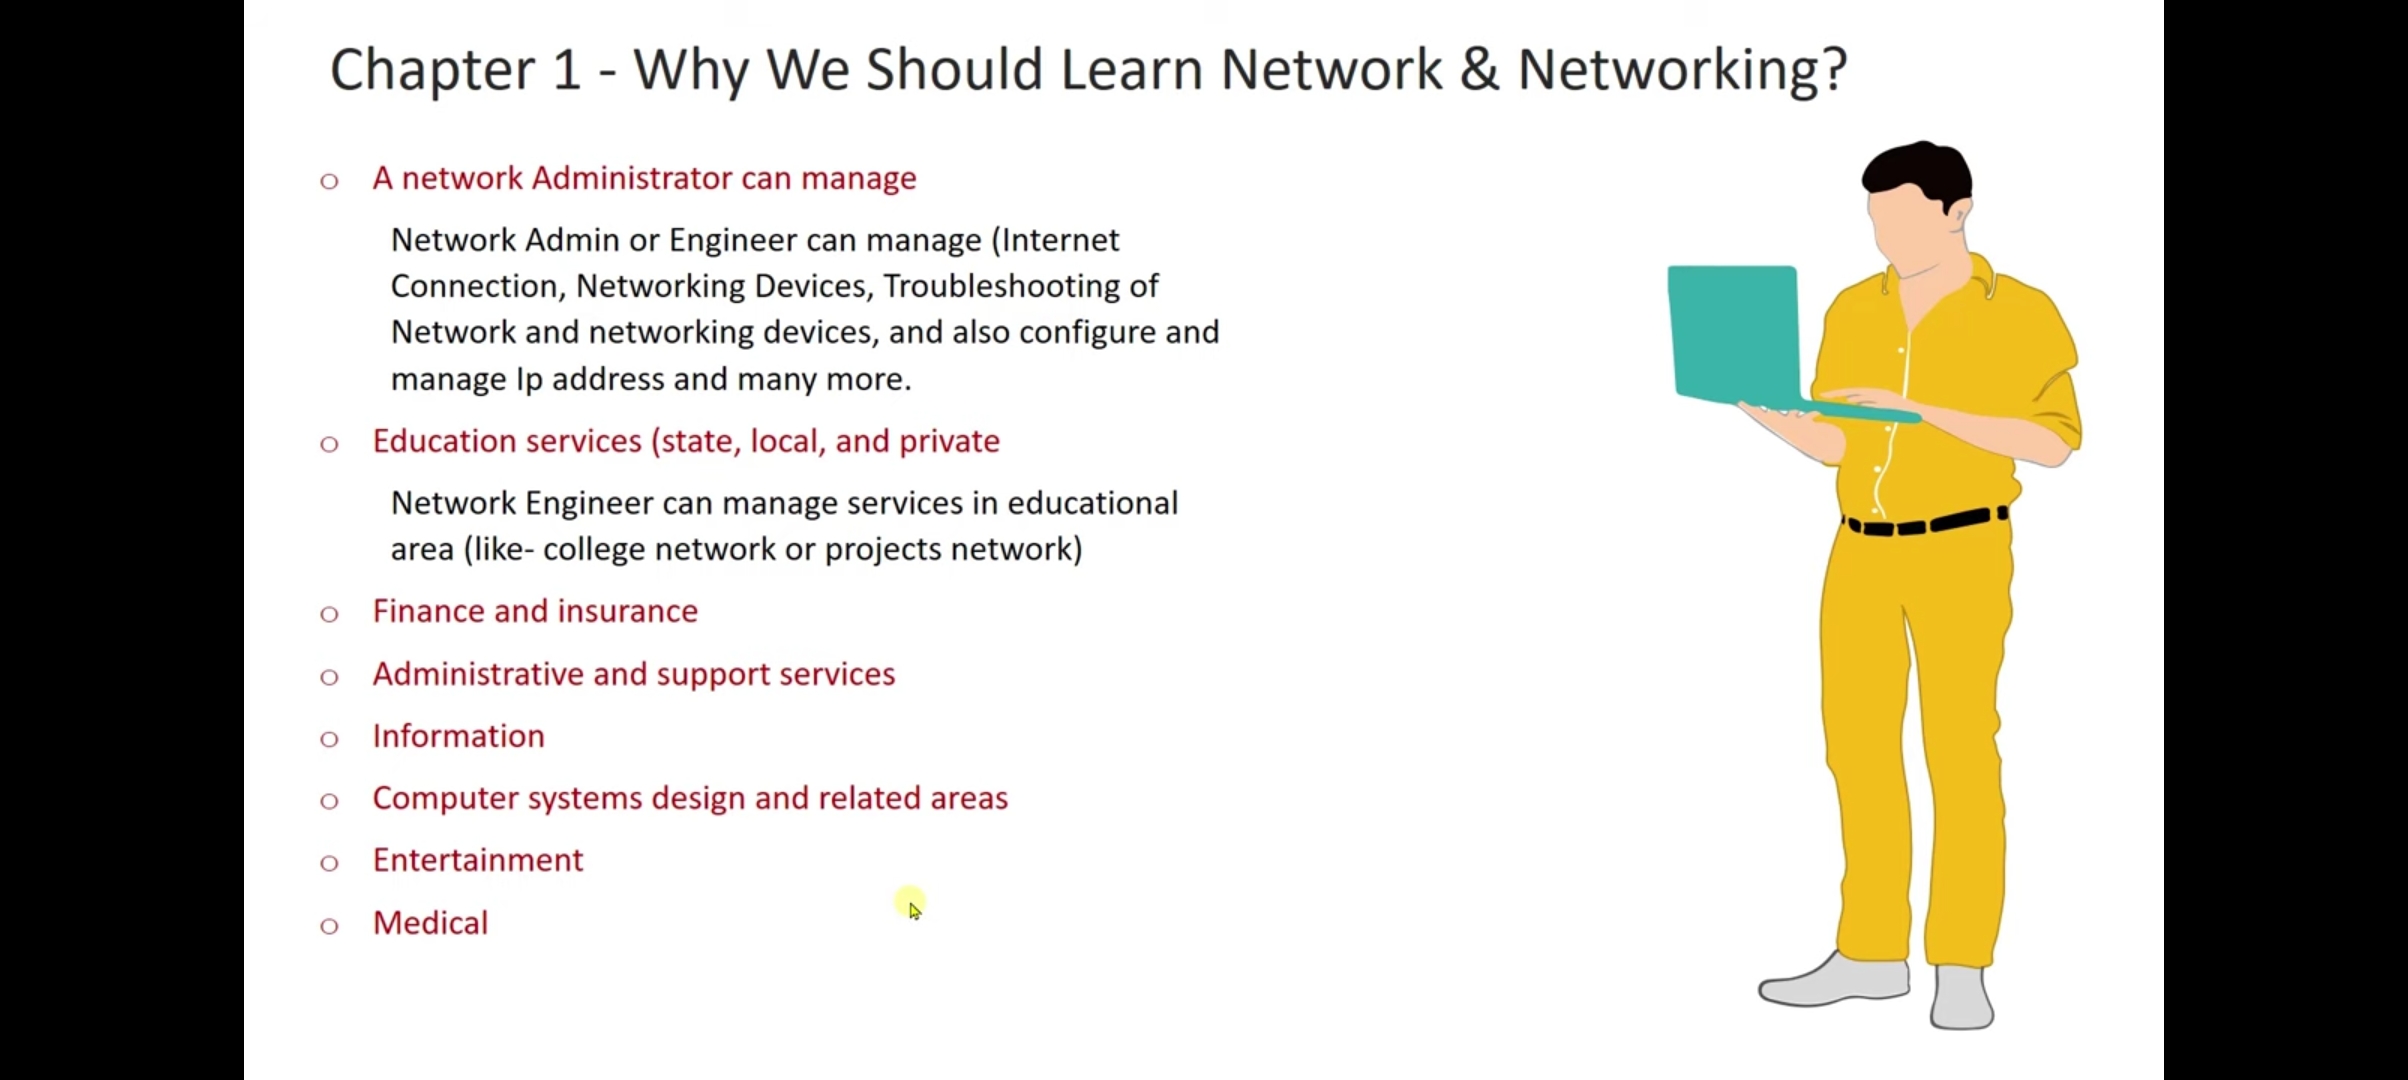 Chapter 1 - Why We Should Learn Network & Networking?
o A network Administrator can manage
Network Admin or Engineer can manage (Internet
Connection, Networking Devices, Troubleshooting of
Network and networking devices, and also configure and
manage Ip address and many more.
o Education services (state, local, and private
Network Engineer can manage services in educational
area (like- college network or projects network)
o Finance and insurance
o Administrative and support services
o Information
o Computer systems design and related areas
o Entertainment
o Medical